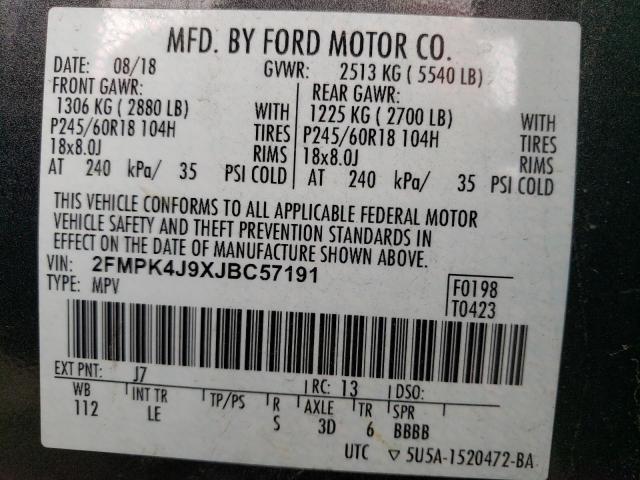 MFD. BY FORD MOTOR CO.
DATE: 08/18 GVWR: 2513 KG ( 5540 LB)
FRONT GAWR: REAR GAWR:
1306 KG ( 2880 LB) WITH 1225 KG ( 2700 LB) WITH
P245/60R18 104H TIRES P245/60R18 104H TIRES
18x8.0J RIMS 18x8.0J RIMS
AT 240 kPa/ 35 PSI COLD AT 240 kPa/ 35 PSI COLD
THIS VEHICLE CONFORMS TO ALL APPLICABLE FEDERAL MOTOR
VEHICLE SAFETY AND THEFT PREVENTION STANDARDS IN
EFFECT ON THE DATE OF MANUFACTURE SHOWN ABOVE.
VIN: 2FMPK4J9XJBC57191 F0198
TYPE: MPV T0423
EXT PNT: J7 RC: 13 DSO:
WB INT TR TP/PS R AXLE TR SPR
112 LE S 3D 6 BBBB
UTC ▽ 5U5A-1520472-BA